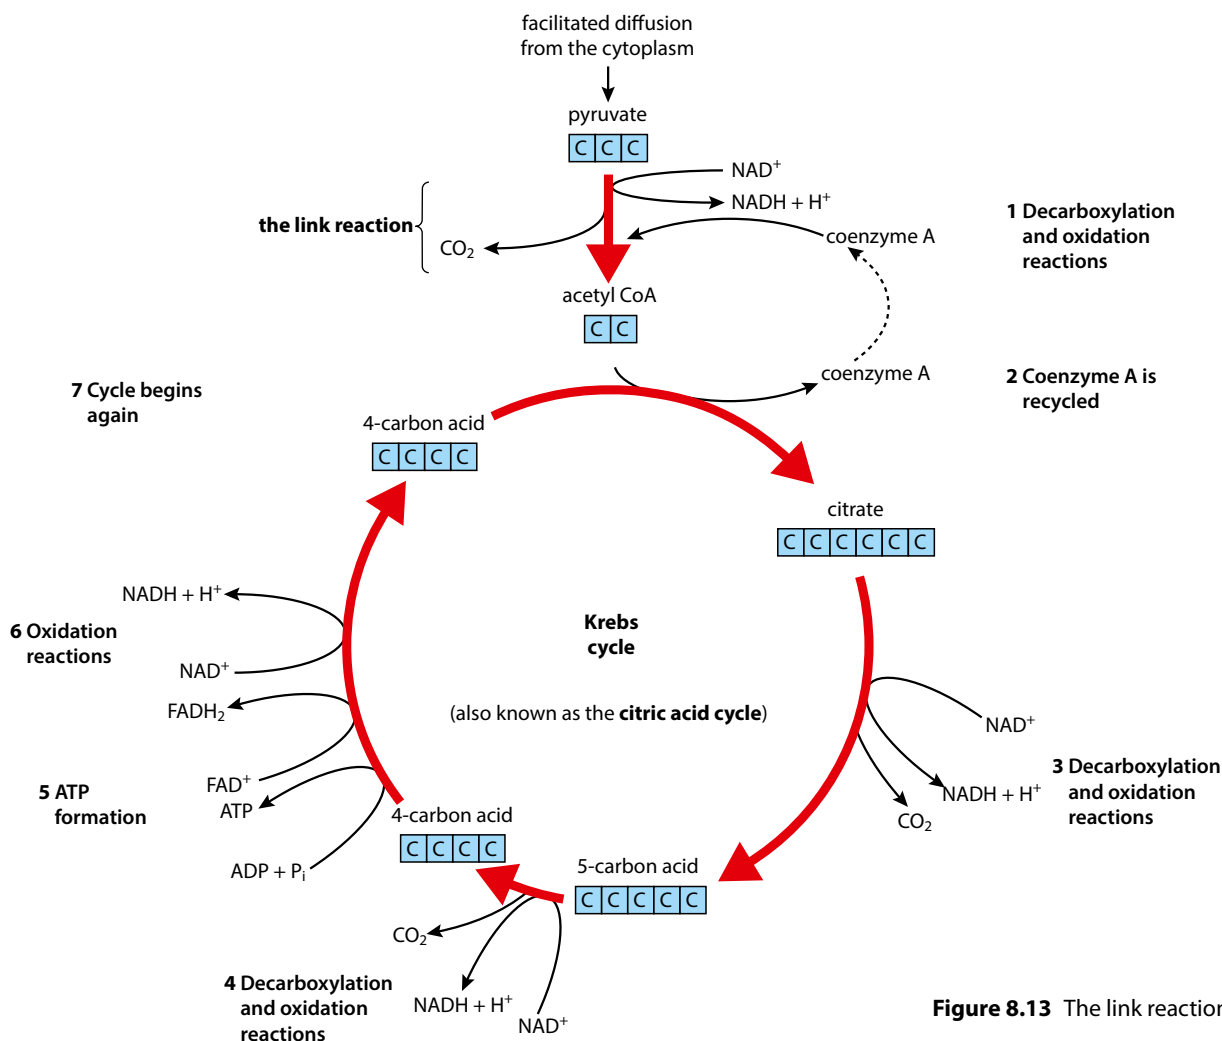 facilitated diffusion
from the cytoplasm
pyruvate
C C C
NAD⁺
NADH + H⁺
the link reaction
CO₂
coenzyme A
1 Decarboxylation
and oxidation
reactions
acetyl CoA
C C
coenzyme A
2 Coenzyme A is
recycled
7 Cycle begins
again
4-carbon acid
C C C C
citrate
C C C C C C
NADH + H⁺
6 Oxidation
reactions
NAD⁺
FADH₂
Krebs
cycle
(also known as the citric acid cycle)
NAD⁺
3 Decarboxylation
and oxidation
reactions
NADH + H⁺
CO₂
FAD⁺
5 ATP
formation
ATP
ADP + Pᵢ
4-carbon acid
C C C C
5-carbon acid
C C C C C
CO₂
4 Decarboxylation
and oxidation
reactions
NADH + H⁺
NAD⁺
Figure 8.13 The link reaction